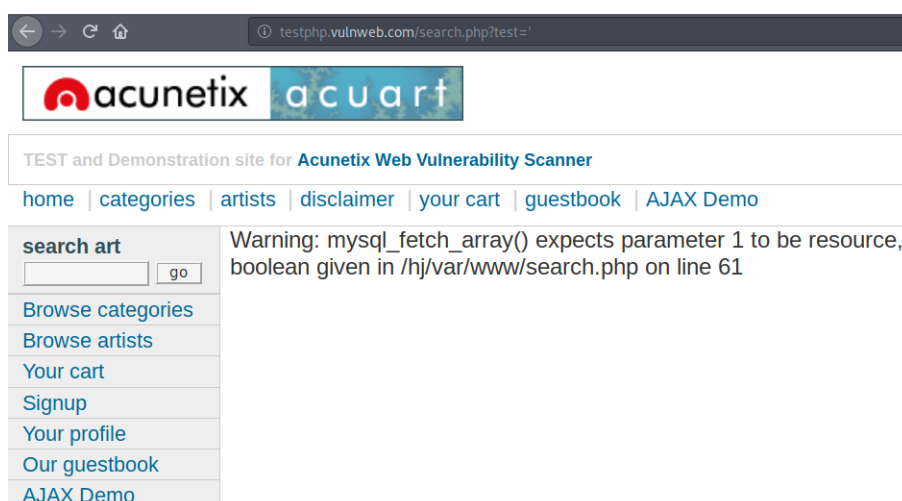 testphp.vulnweb.com/search.php?test='
acunetix acuart
TEST and Demonstration site for Acunetix Web Vulnerability Scanner
home | categories | artists | disclaimer | your cart | guestbook | AJAX Demo
search art
go
Warning: mysql_fetch_array() expects parameter 1 to be resource,
boolean given in /hj/var/www/search.php on line 61
Browse categories
Browse artists
Your cart
Signup
Your profile
Our guestbook
AJAX Demo